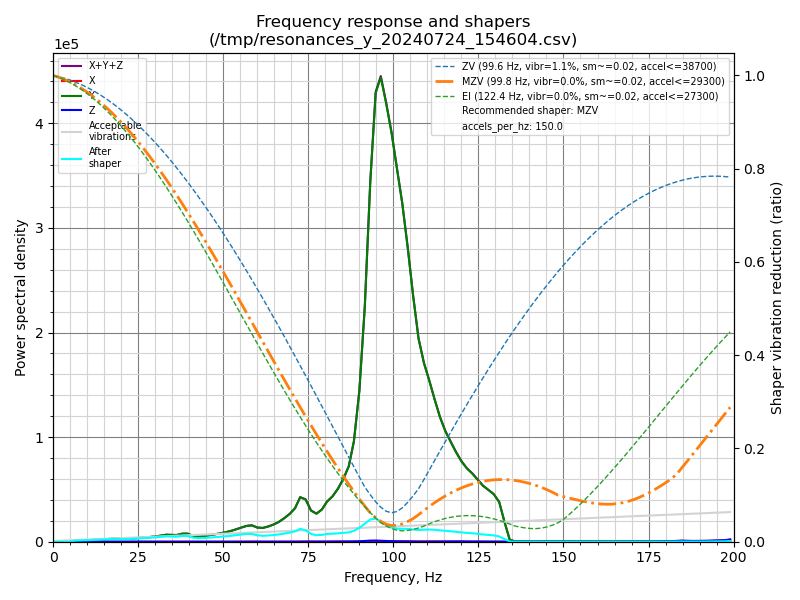 Frequency response and shapers
(/tmp/resonances_y_20240724_154604.csv)
1e5
X+Y+Z
X
Z
Acceptable
vibrations
After
shaper
ZV (99.6 Hz, vibr=1.1%, sm~=0.02, accel<=38700)
MZV (99.8 Hz, vibr=0.0%, sm~=0.02, accel<=29300)
EI (122.4 Hz, vibr=0.0%, sm~=0.02, accel<=27300)
Recommended shaper: MZV
accels_per_hz: 150.0
Power spectral density
4
3
2
1
0
1.0
0.8
0.6
0.4
0.2
0.0
Shaper vibration reduction (ratio)
0 25 50 75 100 125 150 175 200
Frequency, Hz